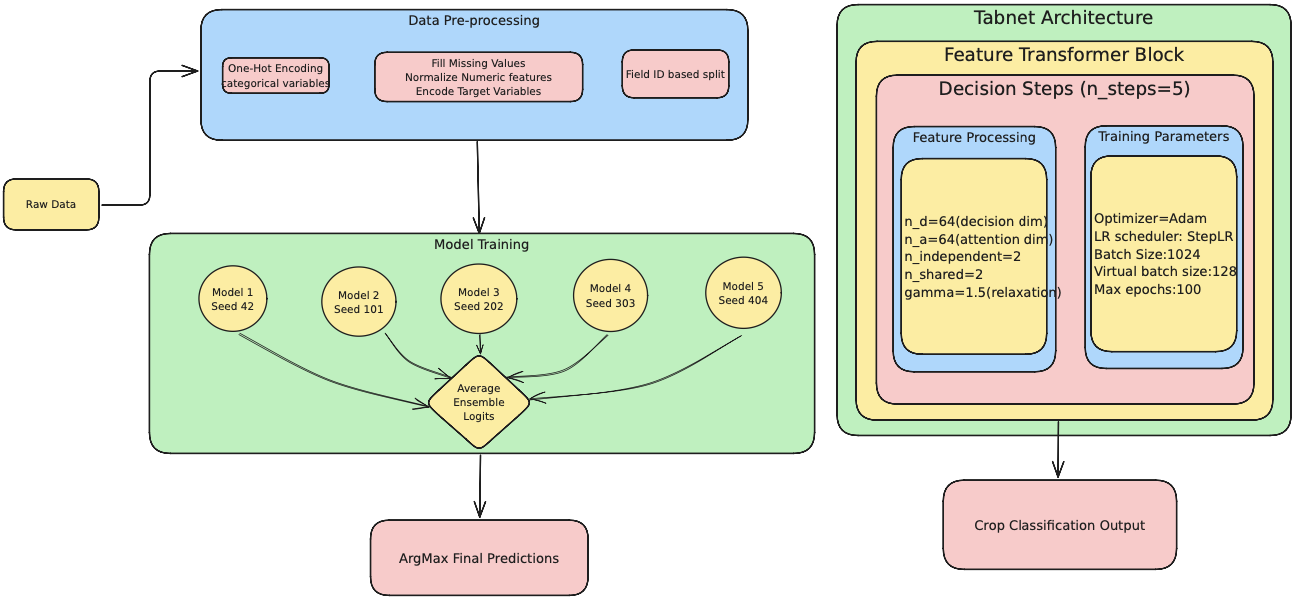 Data Pre-processing
One-Hot Encoding
categorical variables
Fill Missing Values
Normalize Numeric features
Encode Target Variables
Field ID based split
Raw Data
Model Training
Model 1
Seed 42
Model 2
Seed 101
Model 3
Seed 202
Model 4
Seed 303
Model 5
Seed 404
Average
Ensemble
Logits
ArgMax Final Predictions
Tabnet Architecture
Feature Transformer Block
Decision Steps (n_steps=5)
Feature Processing
n_d=64(decision dim)
n_a=64(attention dim)
n_independent=2
n_shared=2
gamma=1.5(relaxation)
Training Parameters
Optimizer=Adam
LR scheduler: StepLR
Batch Size:1024
Virtual batch size:128
Max epochs:100
Crop Classification Output